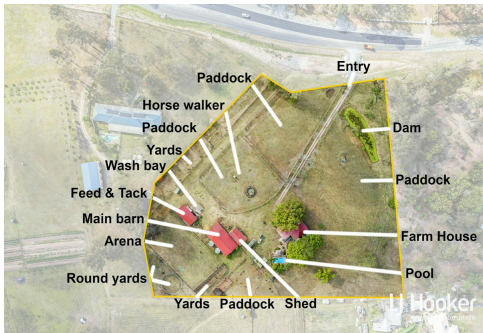 Entry
Paddock
Horse walker
Paddock
Dam
Yards
Wash bay
Paddock
Feed & Tack
Main barn
Farm House
Arena
Pool
Round yards
Yards
Paddock
Shed
LJ Hooker